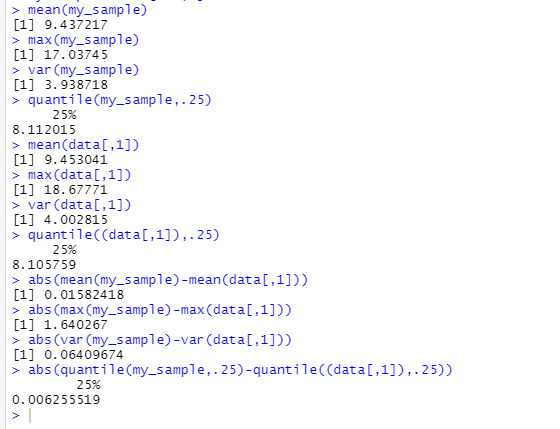 > mean(my_sample)
[1] 9.437217
> max(my_sample)
[1] 17.03745
> var(my_sample)
[1] 3.938718
> quantile(my_sample,.25)
25%
8.112015
> mean(data[,1])
[1] 9.453041
> max(data[,1])
[1] 18.67771
> var(data[,1])
[1] 4.002815
> quantile((data[,1]),.25)
25%
8.105759
> abs(mean(my_sample)-mean(data[,1]))
[1] 0.01582418
> abs(max(my_sample)-max(data[,1]))
[1] 1.640267
> abs(var(my_sample)-var(data[,1]))
[1] 0.06409674
> abs(quantile(my_sample,.25)-quantile((data[,1]),.25))
25%
0.006255519
>